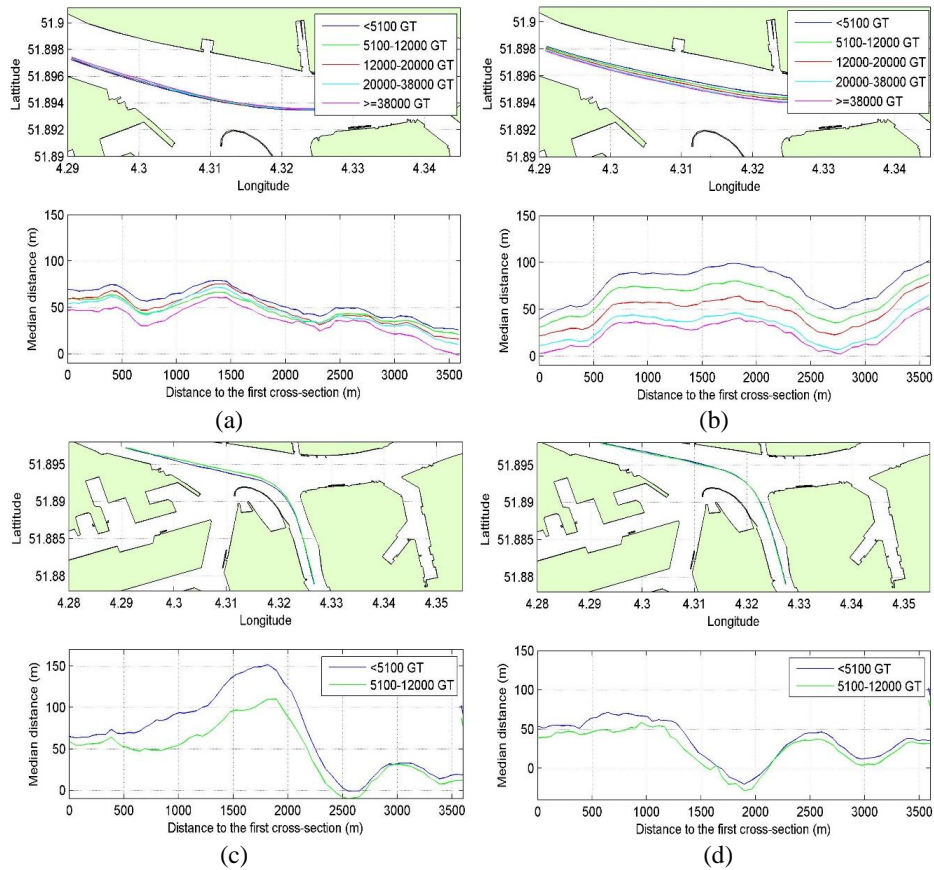 51.9
51.898
51.896
51.894
51.892
51.89
Lattitude
4.29 4.3 4.31 4.32 4.33 4.34
Longitude
<5100 GT
5100-12000 GT
12000-20000 GT
20000-38000 GT
>=38000 GT
51.9
51.898
51.896
51.894
51.892
51.89
Lattitude
4.29 4.3 4.31 4.32 4.33 4.34
Longitude
<5100 GT
5100-12000 GT
12000-20000 GT
20000-38000 GT
>=38000 GT
150
100
50
0
Median distance (m)
0 500 1000 1500 2000 2500 3000 3500
Distance to the first cross-section (m)
(a)
150
100
50
0
Median distance (m)
0 500 1000 1500 2000 2500 3000 3500
Distance to the first cross-section (m)
(b)
51.895
51.89
51.885
51.88
Lattitude
4.28 4.29 4.3 4.31 4.32 4.33 4.34 4.35
Longitude
51.895
51.89
51.885
51.88
Lattitude
4.28 4.29 4.3 4.31 4.32 4.33 4.34 4.35
Longitude
150
100
50
0
Median distance (m)
<5100 GT
5100-12000 GT
0 500 1000 1500 2000 2500 3000 3500
Distance to the first cross-section (m)
(c)
150
100
50
0
Median distance (m)
<5100 GT
5100-12000 GT
0 500 1000 1500 2000 2500 3000 3500
Distance to the first cross-section (m)
(d)